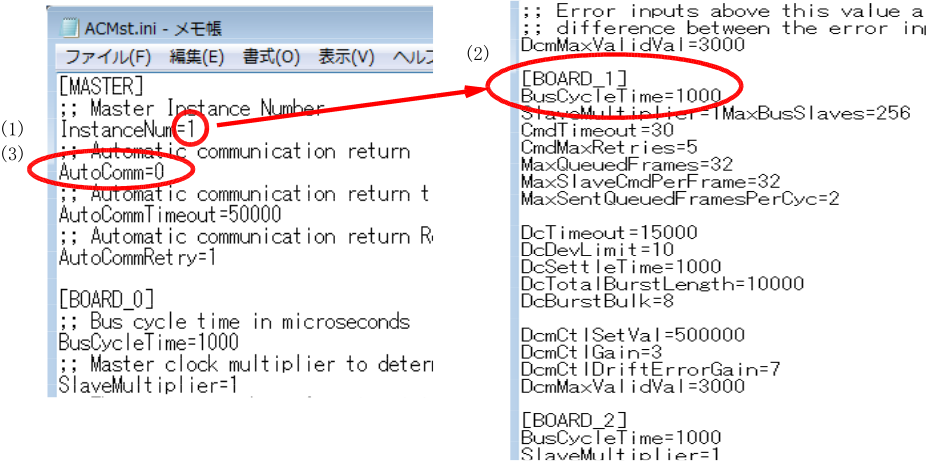 ACMst.ini - メモ帳
ファイル(F) 編集(E) 書式(O) 表示(V)
[MASTER]
;; Master Instance Number
(1)
InstanceNum=1
(3)
;; Automatic communication return
AutoComm=0
;; Automatic communication return t
AutoCommTimeout=50000
;; Automatic communication return R
AutoCommRetry=1
[BOARD_0]
;; Bus cycle time in microseconds
BusCycleTime=1000
;; Master clock multiplier to deter
SlaveMultiplier=1
;; Error inputs above this value a
;; difference between the error in
DcmMaxValidVal=3000
(2)
[BOARD_1]
BusCycleTime=1000
SlaveMultiplier=1MaxBusSlaves=256
CmdTimeout=30
CmdMaxRetries=5
MaxQueuedFrames=32
MaxSlaveCmdPerFrame=32
MaxSentQueuedFramesPerCyc=2
DcTimeout=15000
DcDevLimit=10
DcSettleTime=1000
DcTotalBurstLength=10000
DcBurstBulk=8
DcmCtlSetVal=500000
DcmCtlGain=3
DcmCtlDriftErrorGain=7
DcmMaxValidVal=3000
[BOARD_2]
BusCycleTime=1000
SlaveMultiplier=1